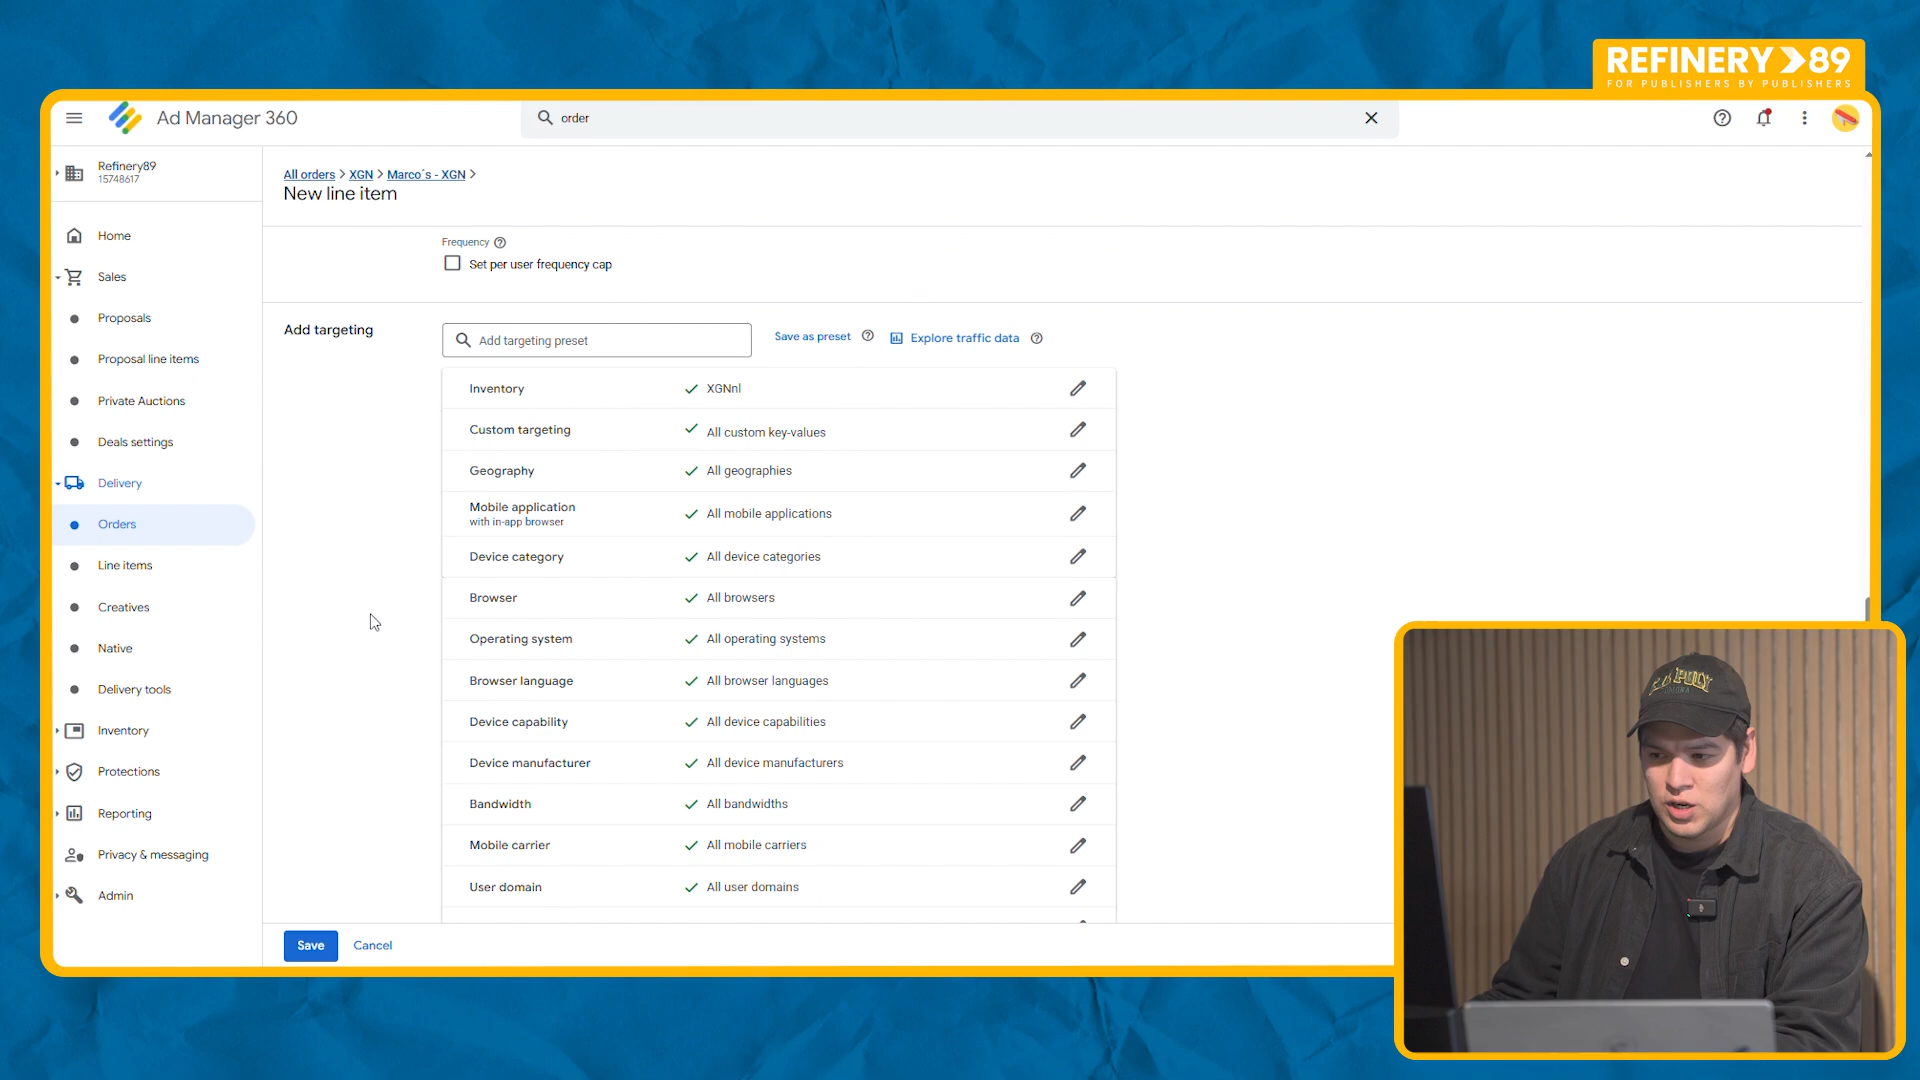 REFINERY 89
FOR PUBLISHERS BY PUBLISHERS
Ad Manager 360
order
Refinery89
15748617
Home
Sales
Proposals
Proposal line items
Private Auctions
Deals settings
Delivery
Orders
Line items
Creatives
Native
Delivery tools
Inventory
Protections
Reporting
Privacy & messaging
Admin
All orders > XGN > Marco´s - XGN >
New line item
Frequency
Set per user frequency cap
Add targeting
Add targeting preset
Save as preset
Explore traffic data
Inventory XGNnl
Custom targeting All custom key-values
Geography All geographies
Mobile application All mobile applications
with in-app browser
Device category All device categories
Browser All browsers
Operating system All operating systems
Browser language All browser languages
Device capability All device capabilities
Device manufacturer All device manufacturers
Bandwidth All bandwidths
Mobile carrier All mobile carriers
User domain All user domains
Save Cancel